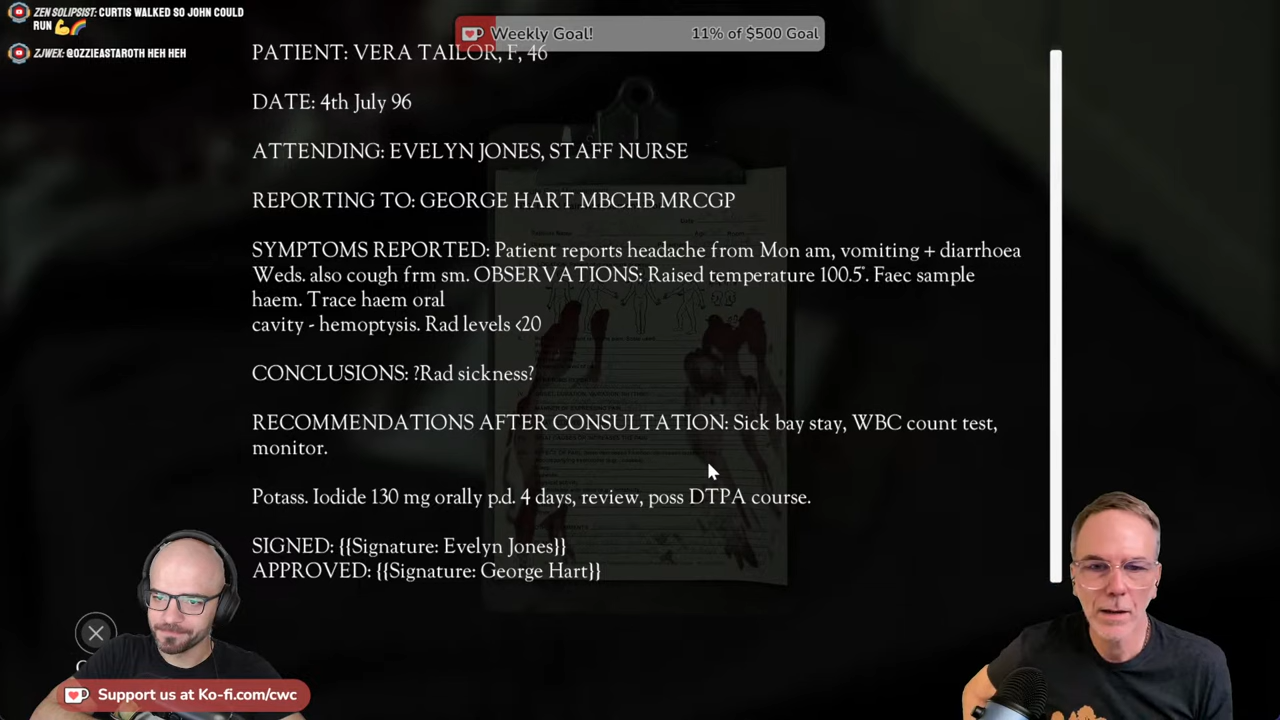 ZEN SOLIPSIST: CURTIS WALKED SO JOHN COULD
RUN 💪🌈
ZJWEK: @OZZIEASTAROTH HEH HEH
Weekly Goal!
11% of $500 Goal
PATIENT: VERA TAILOR, F, 46
DATE: 4th July 96
ATTENDING: EVELYN JONES, STAFF NURSE
REPORTING TO: GEORGE HART MBCHB MRCGP
SYMPTOMS REPORTED: Patient reports headache from Mon am, vomiting + diarrhoea
Weds. also cough frm sm. OBSERVATIONS: Raised temperature 100.5°. Faec sample
haem. Trace haem oral
cavity - hemoptysis. Rad levels <20
CONCLUSIONS: ?Rad sickness?
RECOMMENDATIONS AFTER CONSULTATION: Sick bay stay, WBC count test,
monitor.
Potass. Iodide 130 mg orally p.d. 4 days, review, poss DTPA course.
SIGNED: {{Signature: Evelyn Jones}}
APPROVED: {{Signature: George Hart}}
Support us at Ko-fi.com/cwc